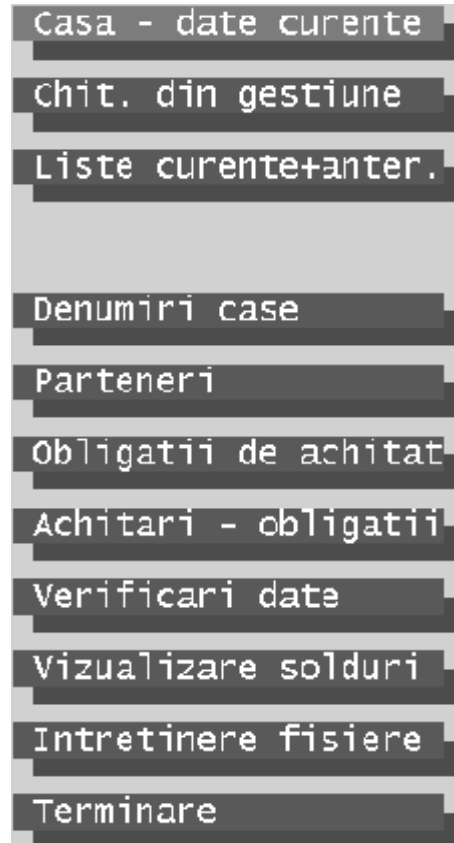 Casa - date curente
Chit. din gestiune
Liste curente+anter.
Denumiri case
Parteneri
Obligatii de achitat
Achitari - obligatii
Verificari date
Vizualizare solduri
Intretinere fisiere
Terminare